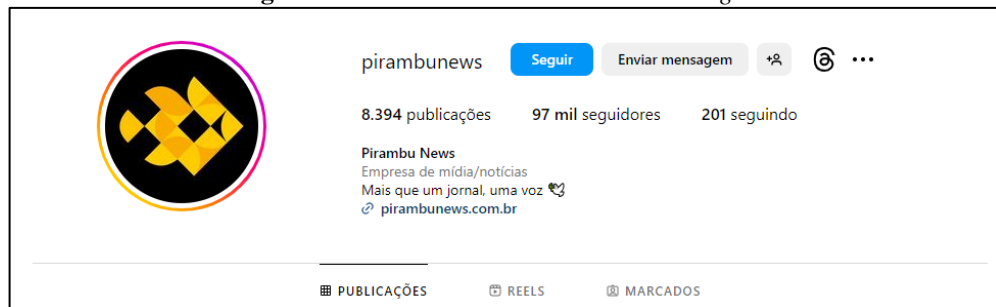 pirambunews Seguir Enviar mensagem
8.394 publicações 97 mil seguidores 201 seguindo
Pirambu News
Empresa de mídia/notícias
Mais que um jornal, uma voz 🕊
pirambunews.com.br
PUBLICAÇÕES REELS MARCADOS